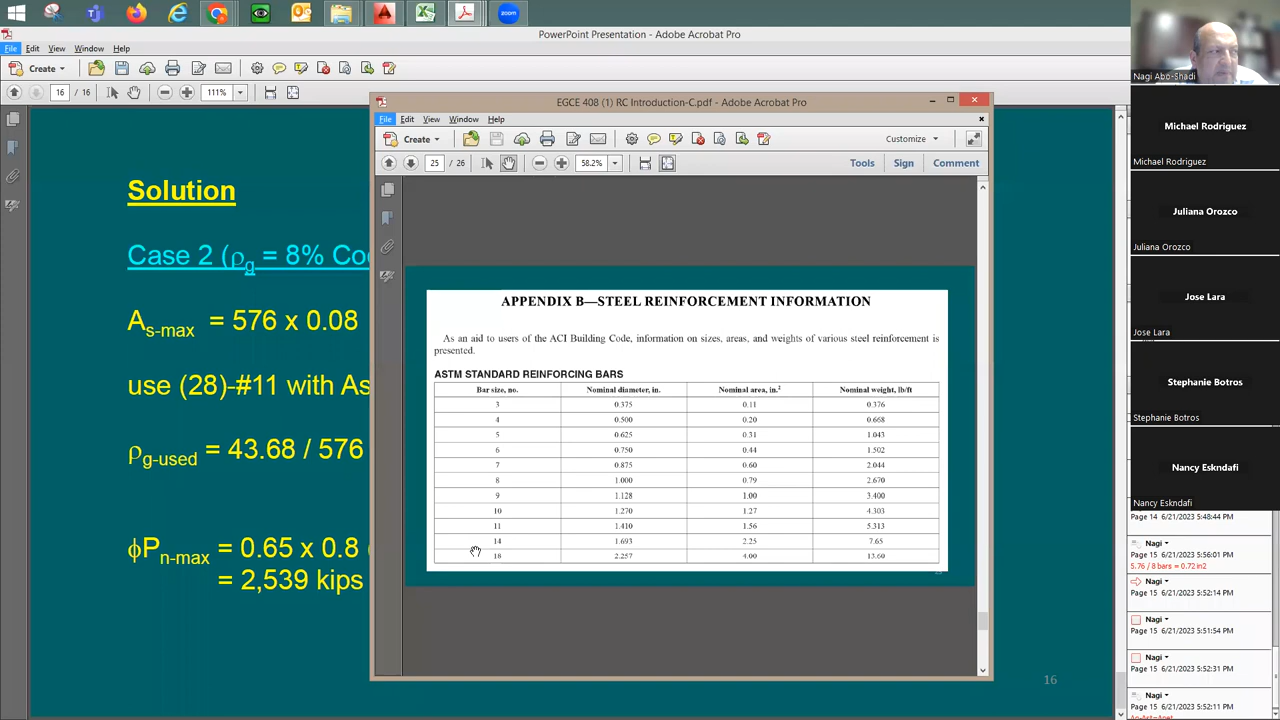 PowerPoint Presentation - Adobe Acrobat Pro
File Edit View Window Help
Create
16 / 16 111%
zoom
Solution
Case 2 (ρg = 8% Co
As-max = 576 x 0.08
use (28)-#11 with As
ρg-used = 43.68 / 576
ϕPn-max = 0.65 x 0.8
= 2,539 kips
16
EGCE 408 (1) RC Introduction-C.pdf - Adobe Acrobat Pro
File Edit View Window Help
Create Customize
25 / 26 58.2% Tools Sign Comment
APPENDIX B—STEEL REINFORCEMENT INFORMATION
As an aid to users of the ACI Building Code, information on sizes, areas, and weights of various steel reinforcement is
presented.
ASTM STANDARD REINFORCING BARS
Bar size, no. Nominal diameter, in. Nominal area, in.² Nominal weight, lb/ft
3 0.375 0.11 0.376
4 0.500 0.20 0.668
5 0.625 0.31 1.043
6 0.750 0.44 1.502
7 0.875 0.60 2.044
8 1.000 0.79 2.670
9 1.128 1.00 3.400
10 1.270 1.27 4.303
11 1.410 1.56 5.313
14 1.693 2.25 7.65
18 2.257 4.00 13.60
Nagi Abo-Shadi
Michael Rodriguez
Michael Rodriguez
Juliana Orozco
Juliana Orozco
Jose Lara
Jose Lara
Stephanie Botros
Stephanie Botros
Nancy Eskndafi
Nancy Eskndafi
Page 14 6/21/2023 5:48:44 PM
Nagi
Page 15 6/21/2023 5:56:01 PM
5.76 / 8 bars = 0.72 in2
Nagi
Page 15 6/21/2023 5:52:14 PM
Nagi
Page 15 6/21/2023 5:51:54 PM
Nagi
Page 15 6/21/2023 5:52:31 PM
Nagi
Page 15 6/21/2023 5:52:11 PM